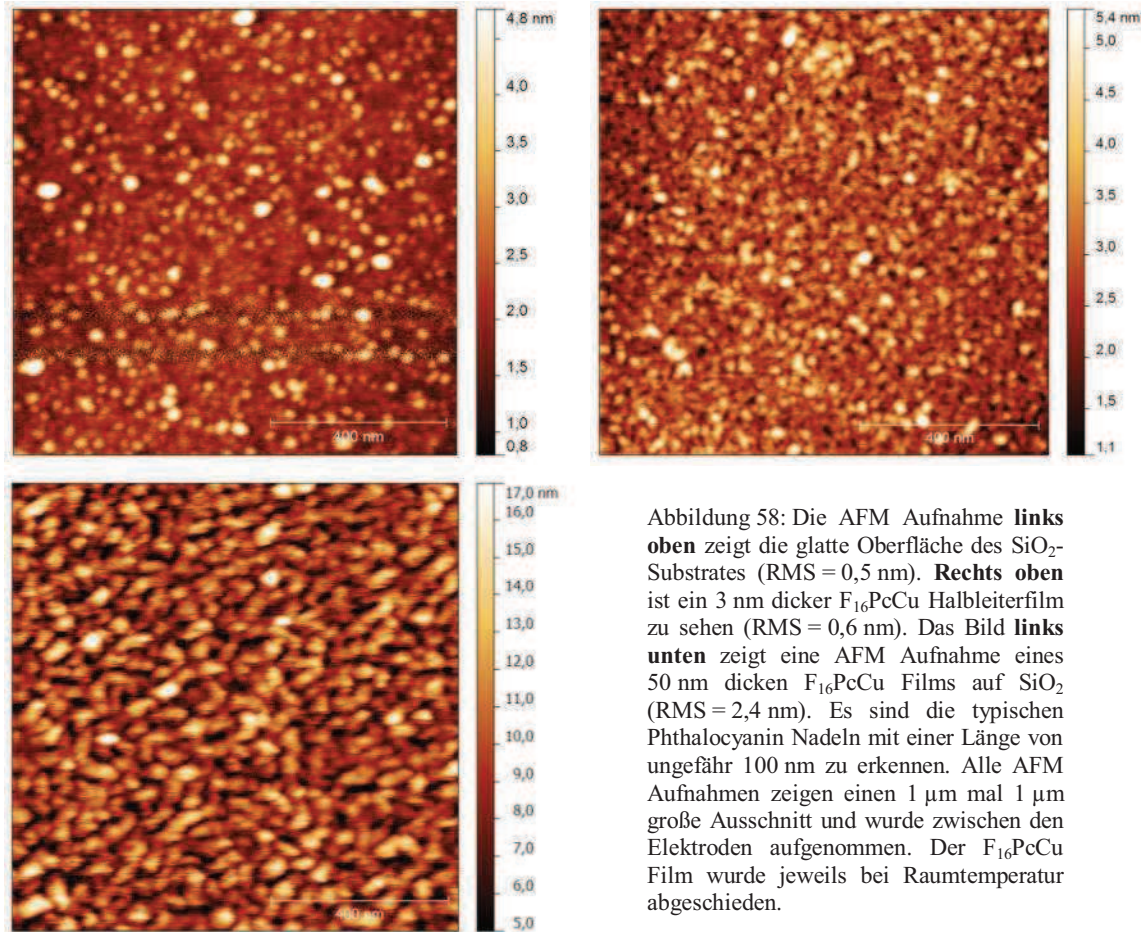 4,8 nm
4,0
3,5
3,0
2,5
2,0
1,5
1,0
0,8
400 nm
5,4 nm
5,0
4,5
4,0
3,5
3,0
2,5
2,0
1,5
1,1
400 nm
17,0 nm
16,0
15,0
14,0
13,0
12,0
11,0
10,0
9,0
8,0
7,0
6,0
5,0
400 nm
Abbildung 58: Die AFM Aufnahme links
oben zeigt die glatte Oberfläche des SiO₂-
Substrates (RMS = 0,5 nm). Rechts oben
ist ein 3 nm dicker F₁₆PcCu Halbleiterfilm
zu sehen (RMS = 0,6 nm). Das Bild links
unten zeigt eine AFM Aufnahme eines
50 nm dicken F₁₆PcCu Films auf SiO₂
(RMS = 2,4 nm). Es sind die typischen
Phthalocyanin Nadeln mit einer Länge von
ungefähr 100 nm zu erkennen. Alle AFM
Aufnahmen zeigen einen 1 µm mal 1 µm
große Ausschnitt und wurde zwischen den
Elektroden aufgenommen. Der F₁₆PcCu
Film wurde jeweils bei Raumtemperatur
abgeschieden.